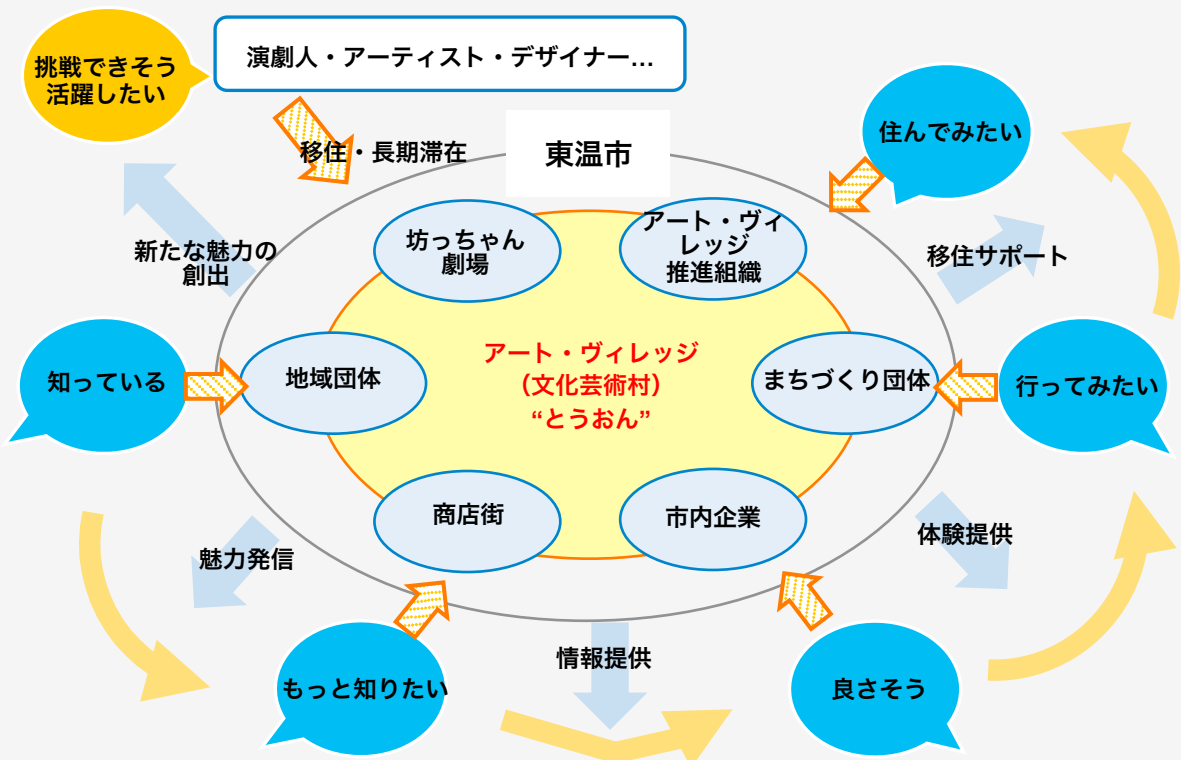 演劇人・アーティスト・デザイナー…
挑戦できそう
活躍したい
住んでみたい
移住・長期滞在
東温市
坊っちゃん
劇場
アート・ヴィ
レッジ
推進組織
新たな魅力の
創出
移住サポート
アート・ヴィレッジ
（文化芸術村）
“とうおん”
知っている
地域団体
まちづくり団体
行ってみたい
商店街
市内企業
魅力発信
体験提供
情報提供
もっと知りたい
良さそう